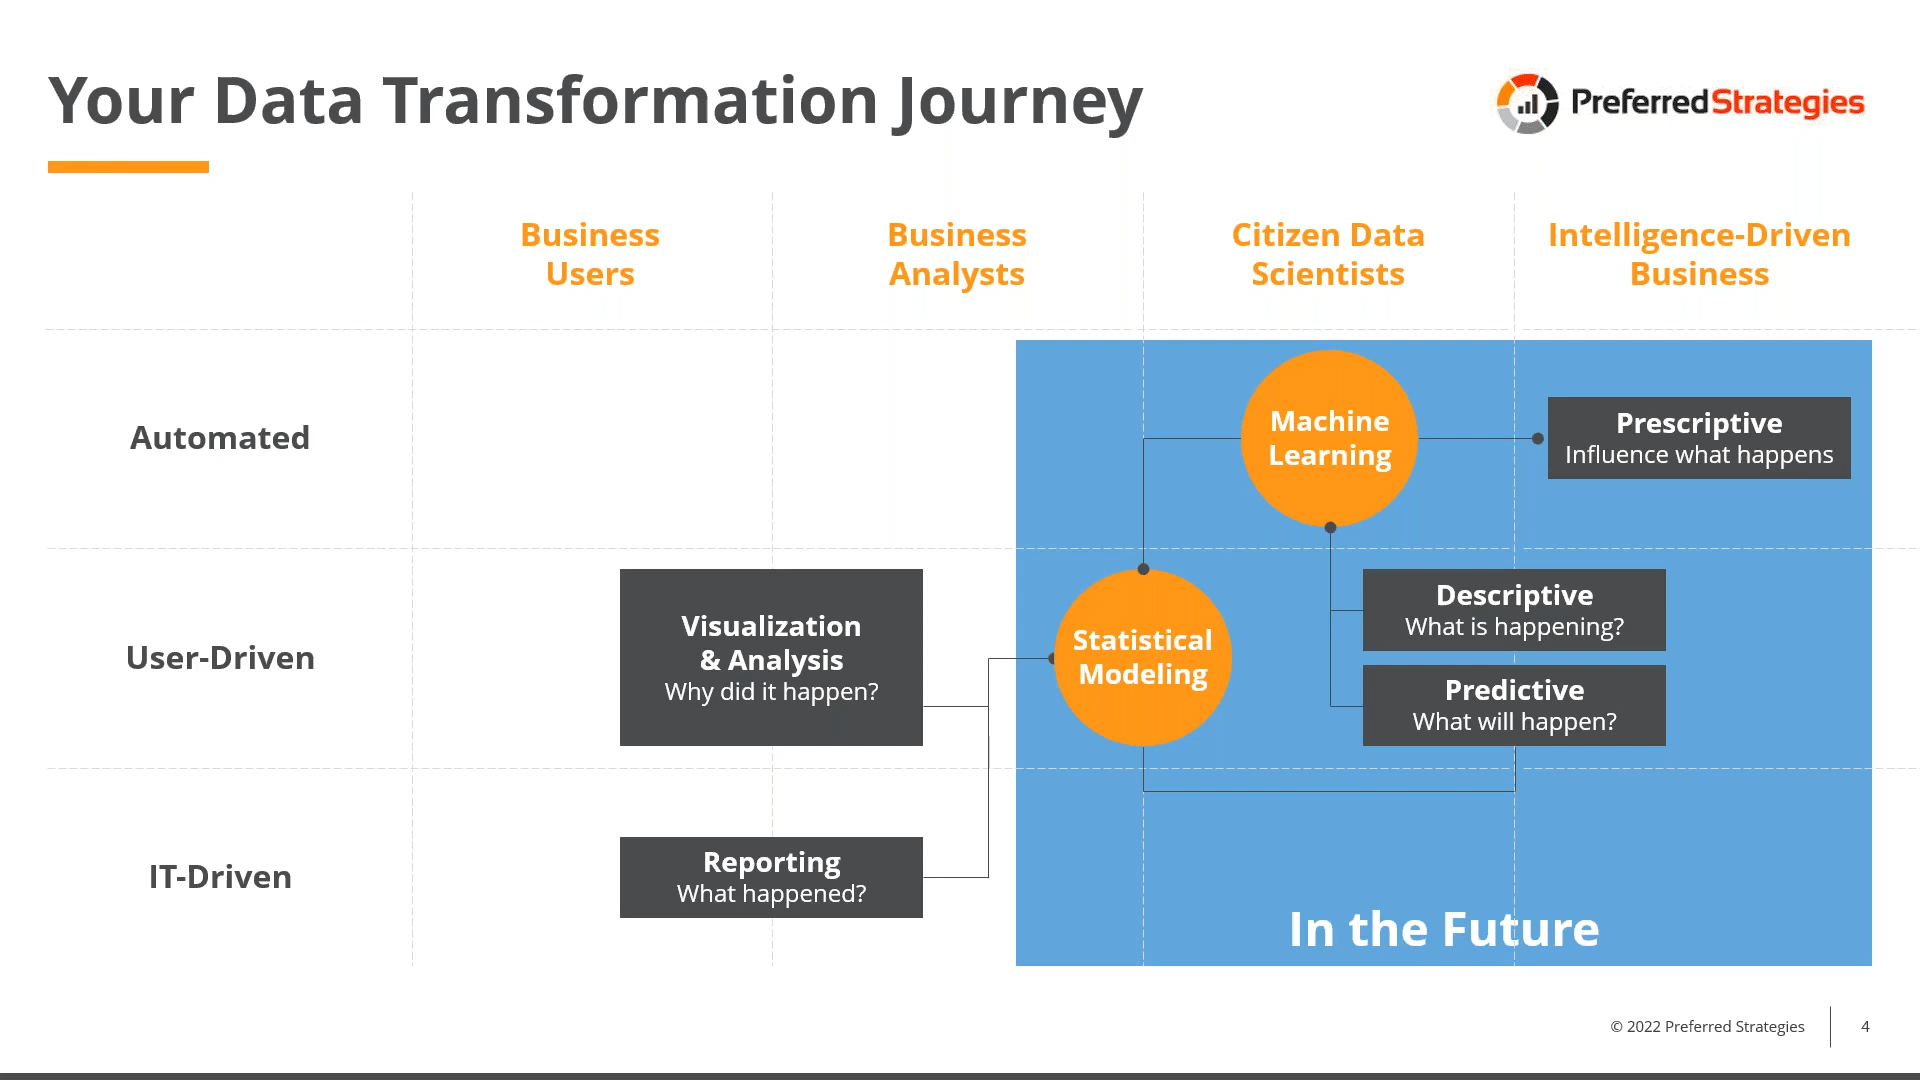 Your Data Transformation Journey
PreferredStrategies
Business
Users
Business
Analysts
Citizen Data
Scientists
Intelligence-Driven
Business
Automated
Machine
Learning
Prescriptive
Influence what happens
User-Driven
Visualization
& Analysis
Why did it happen?
Statistical
Modeling
Descriptive
What is happening?
Predictive
What will happen?
IT-Driven
Reporting
What happened?
In the Future
© 2022 Preferred Strategies
4